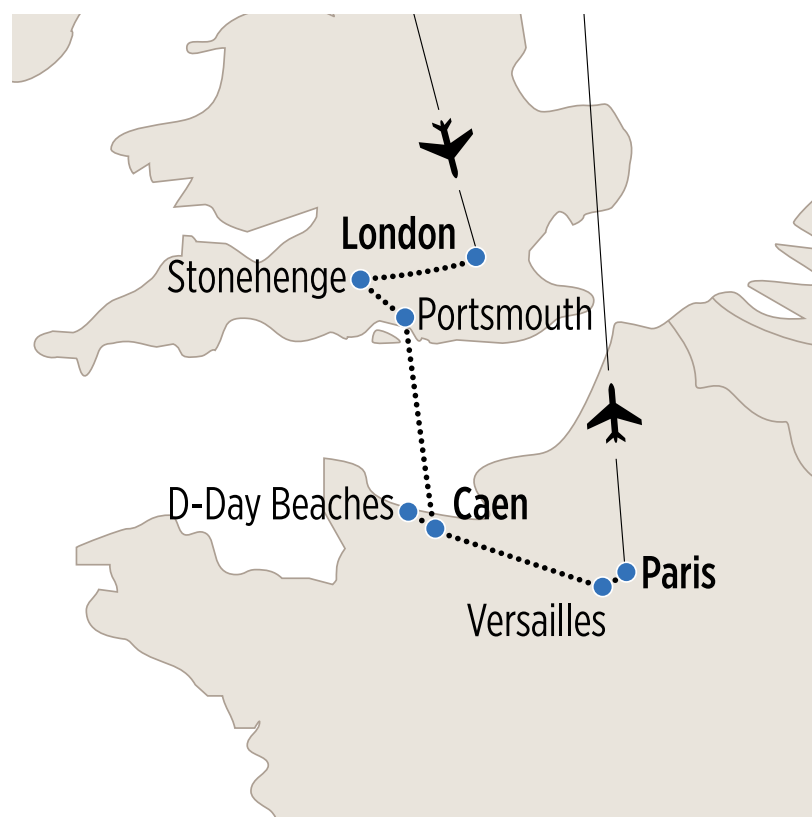 London
Stonehenge
Portsmouth
D-Day Beaches
Caen
Paris
Versailles